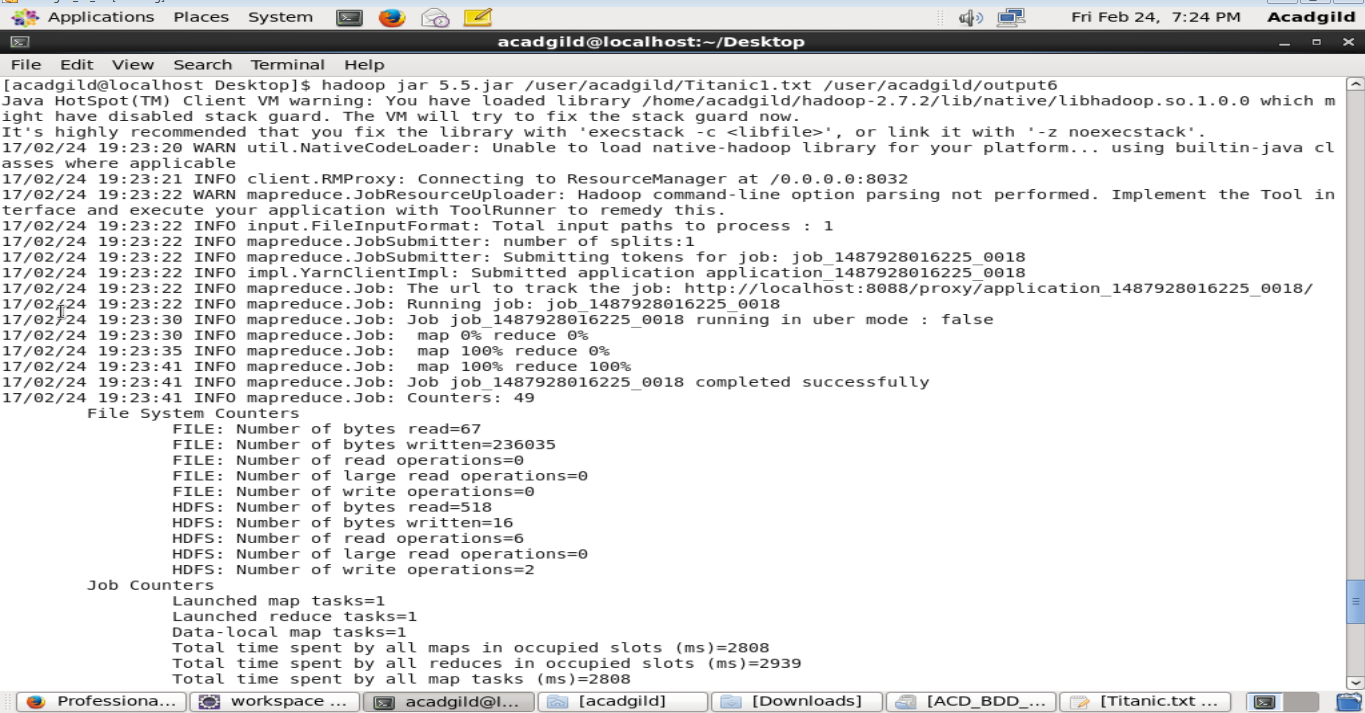 Applications Places System Fri Feb 24, 7:24 PM Acadgild
acadgild@localhost:~/Desktop
File Edit View Search Terminal Help
[acadgild@localhost Desktop]$ hadoop jar 5.5.jar /user/acadgild/Titanic1.txt /user/acadgild/output6
Java HotSpot(TM) Client VM warning: You have loaded library /home/acadgild/hadoop-2.7.2/lib/native/libhadoop.so.1.0.0 which m
ight have disabled stack guard. The VM will try to fix the stack guard now.
It's highly recommended that you fix the library with 'execstack -c <libfile>', or link it with '-z noexecstack'.
17/02/24 19:23:20 WARN util.NativeCodeLoader: Unable to load native-hadoop library for your platform... using builtin-java cl
asses where applicable
17/02/24 19:23:21 INFO client.RMProxy: Connecting to ResourceManager at /0.0.0.0:8032
17/02/24 19:23:22 WARN mapreduce.JobResourceUploader: Hadoop command-line option parsing not performed. Implement the Tool in
terface and execute your application with ToolRunner to remedy this.
17/02/24 19:23:22 INFO input.FileInputFormat: Total input paths to process : 1
17/02/24 19:23:22 INFO mapreduce.JobSubmitter: number of splits:1
17/02/24 19:23:22 INFO mapreduce.JobSubmitter: Submitting tokens for job: job_1487928016225_0018
17/02/24 19:23:22 INFO impl.YarnClientImpl: Submitted application application_1487928016225_0018
17/02/24 19:23:22 INFO mapreduce.Job: The url to track the job: http://localhost:8088/proxy/application_1487928016225_0018/
17/02/24 19:23:22 INFO mapreduce.Job: Running job: job_1487928016225_0018
17/02/24 19:23:30 INFO mapreduce.Job: Job job_1487928016225_0018 running in uber mode : false
17/02/24 19:23:30 INFO mapreduce.Job:  map 0% reduce 0%
17/02/24 19:23:35 INFO mapreduce.Job:  map 100% reduce 0%
17/02/24 19:23:41 INFO mapreduce.Job:  map 100% reduce 100%
17/02/24 19:23:41 INFO mapreduce.Job: Job job_1487928016225_0018 completed successfully
17/02/24 19:23:41 INFO mapreduce.Job: Counters: 49
File System Counters
FILE: Number of bytes read=67
FILE: Number of bytes written=236035
FILE: Number of read operations=0
FILE: Number of large read operations=0
FILE: Number of write operations=0
HDFS: Number of bytes read=518
HDFS: Number of bytes written=16
HDFS: Number of read operations=6
HDFS: Number of large read operations=0
HDFS: Number of write operations=2
Job Counters
Launched map tasks=1
Launched reduce tasks=1
Data-local map tasks=1
Total time spent by all maps in occupied slots (ms)=2808
Total time spent by all reduces in occupied slots (ms)=2939
Total time spent by all map tasks (ms)=2808
Professiona... workspace ... acadgild@l... [acadgild] [Downloads] [ACD_BDD_... [Titanic.txt ...